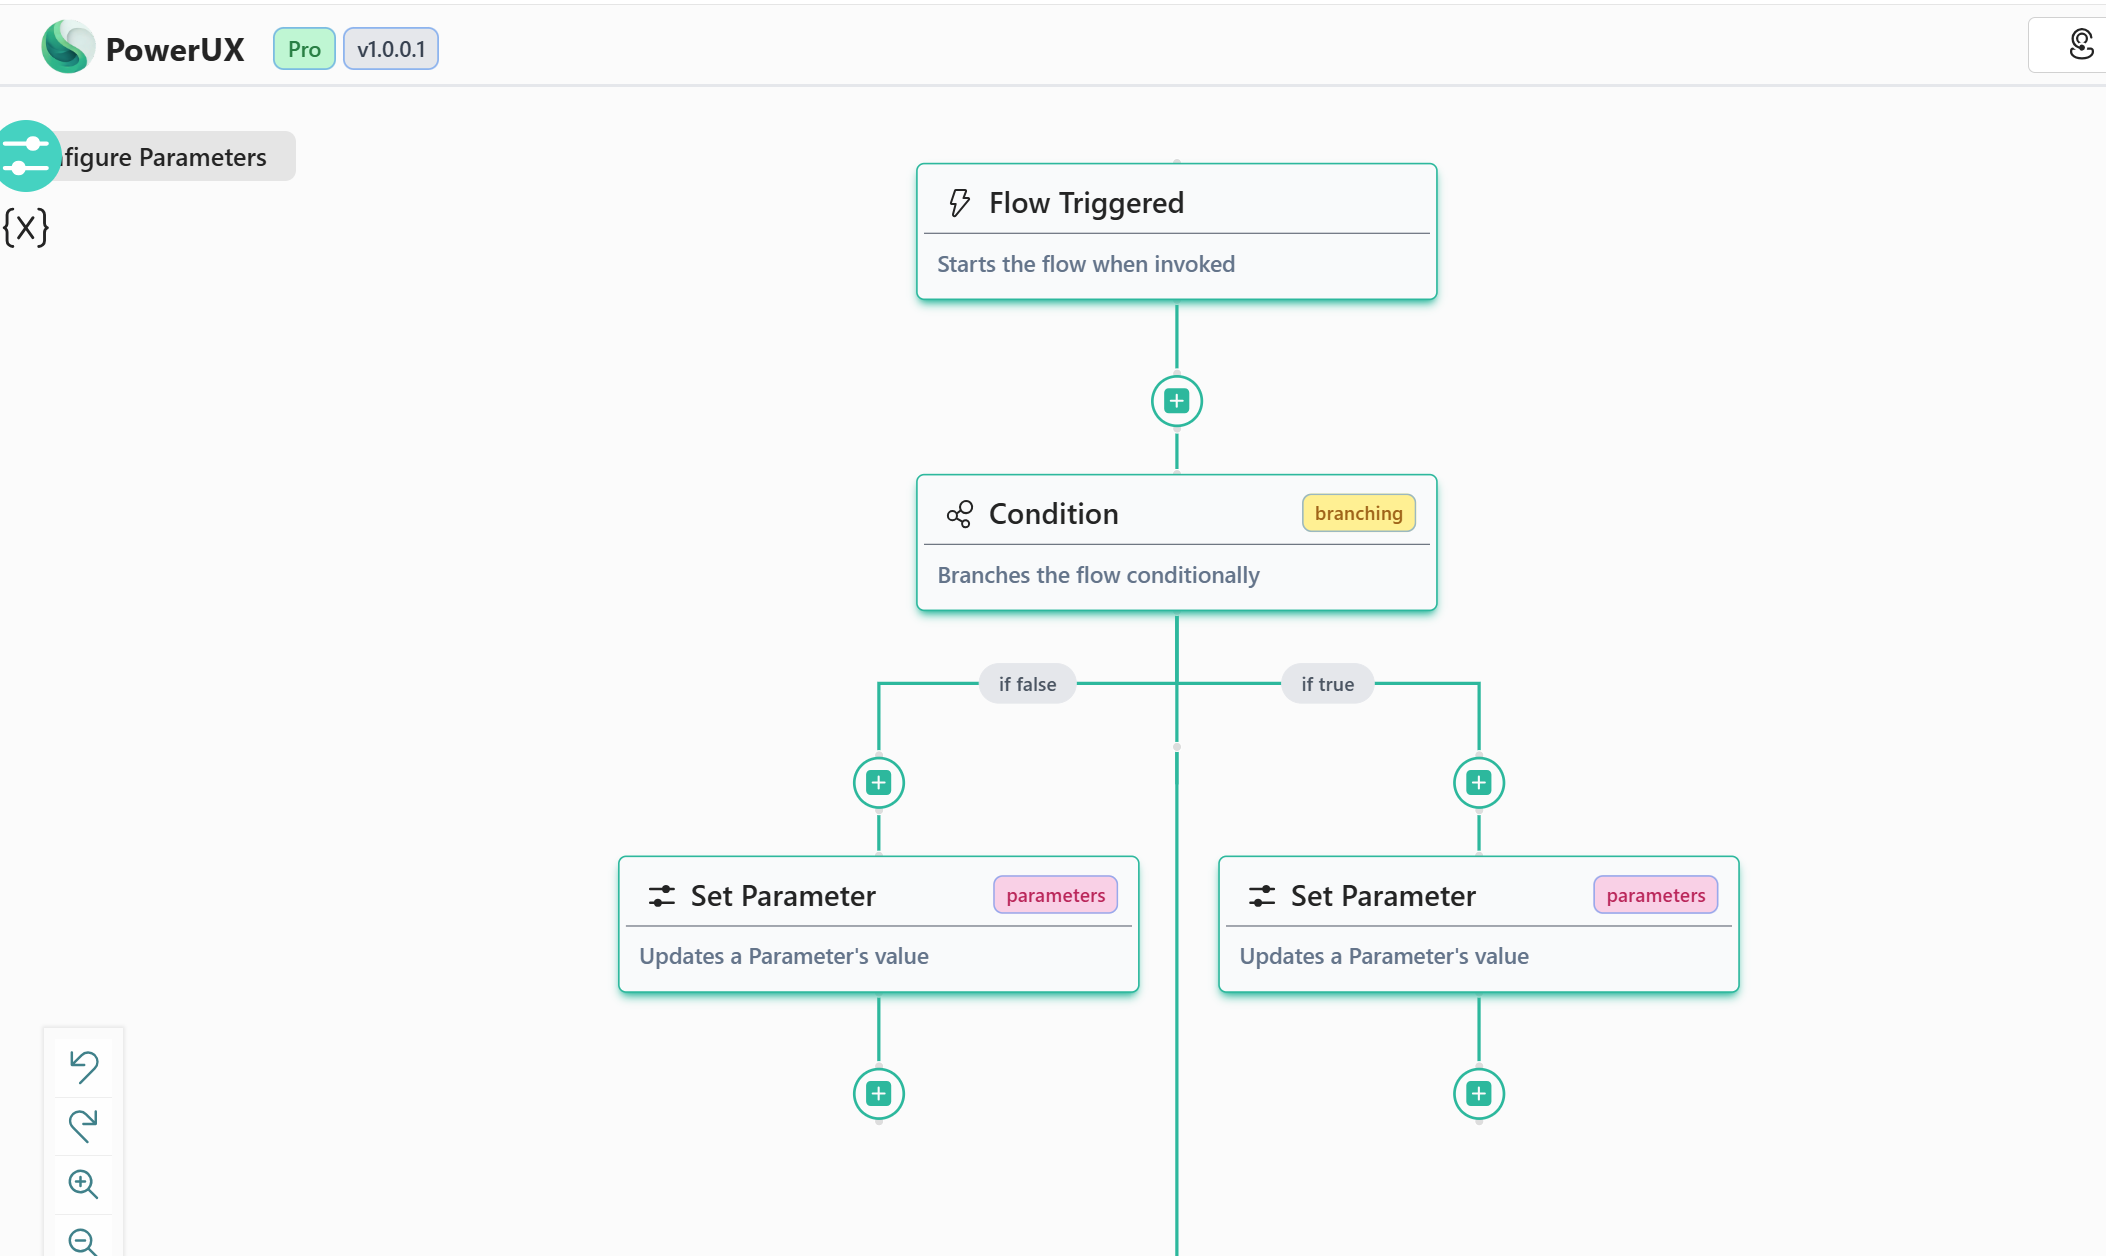 PowerUX Pro v1.0.0.1
figure Parameters
{x}
Flow Triggered
Starts the flow when invoked
Condition branching
Branches the flow conditionally
if false if true
Set Parameter parameters
Updates a Parameter's value
Set Parameter parameters
Updates a Parameter's value